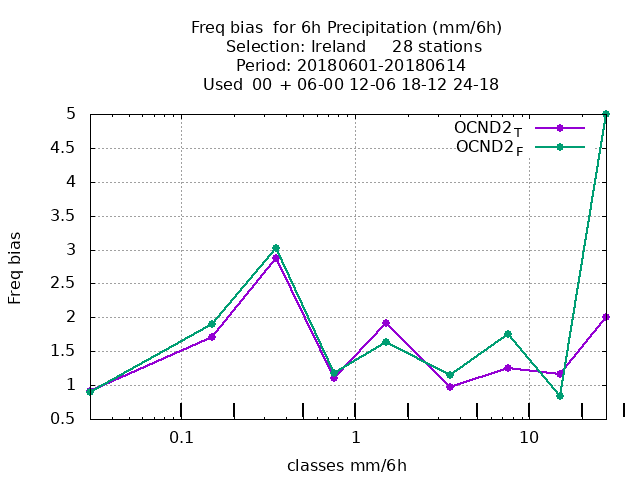 Freq bias  for 6h Precipitation (mm/6h)
Selection: Ireland     28 stations
Period: 20180601-20180614
Used  00  + 06-00 12-06 18-12 24-18
OCND2_T
OCND2_F
5
4.5
4
3.5
3
2.5
2
1.5
1
0.5
Freq bias
0.1 1 10
classes mm/6h